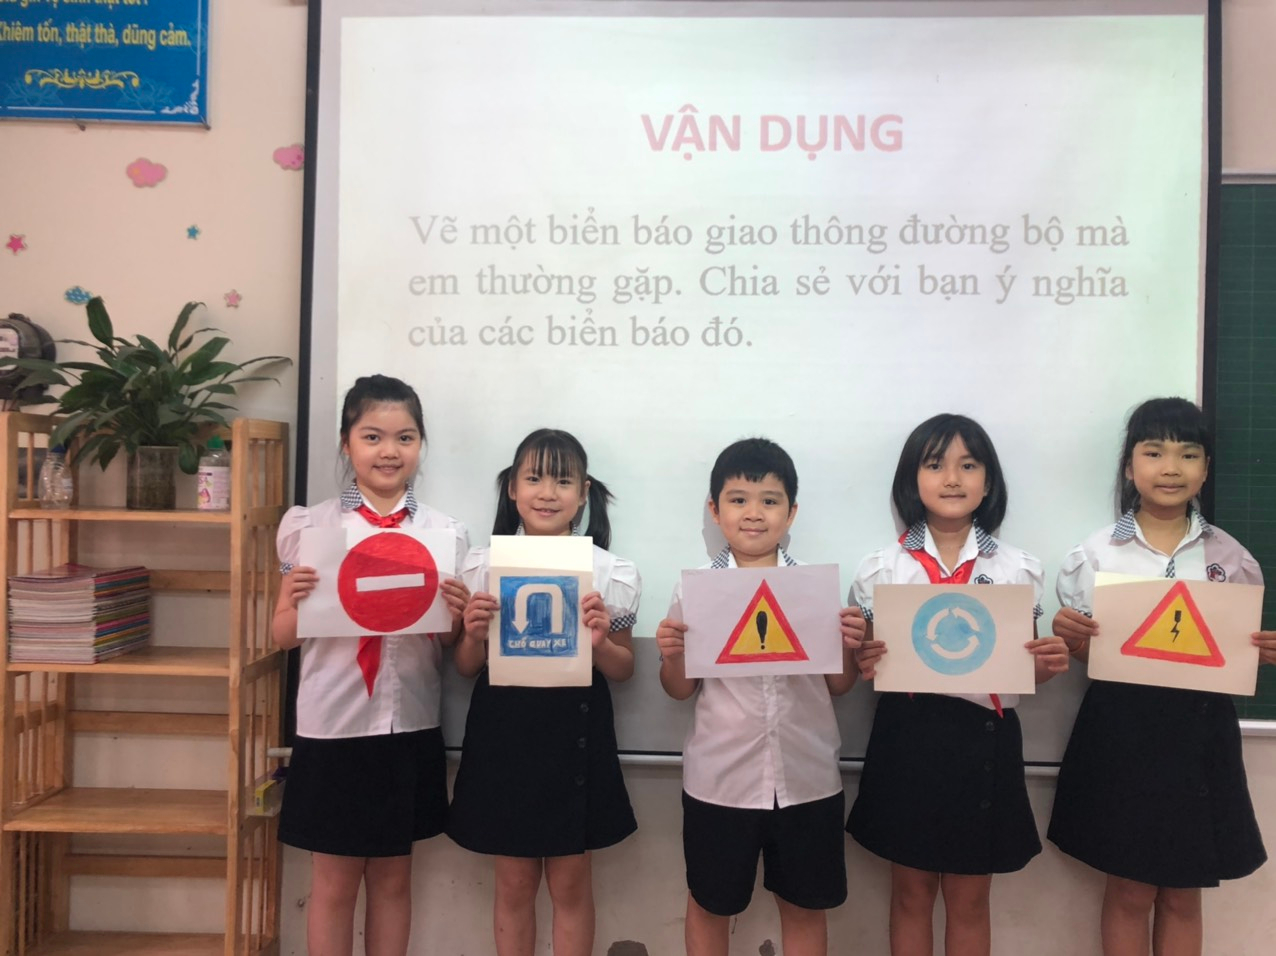 Khiêm tốn, thật thà, dũng cảm.
VẬN DỤNG
Vẽ một biển báo giao thông đường bộ mà
em thường gặp. Chia sẻ với bạn ý nghĩa
của các biển báo đó.
CHỖ QUAY XE